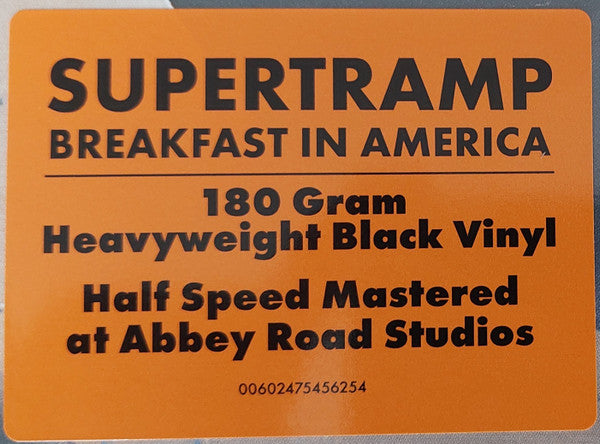 SUPERTRAMP
BREAKFAST IN AMERICA
180 Gram
Heavyweight Black Vinyl
Half Speed Mastered
at Abbey Road Studios
00602475456254